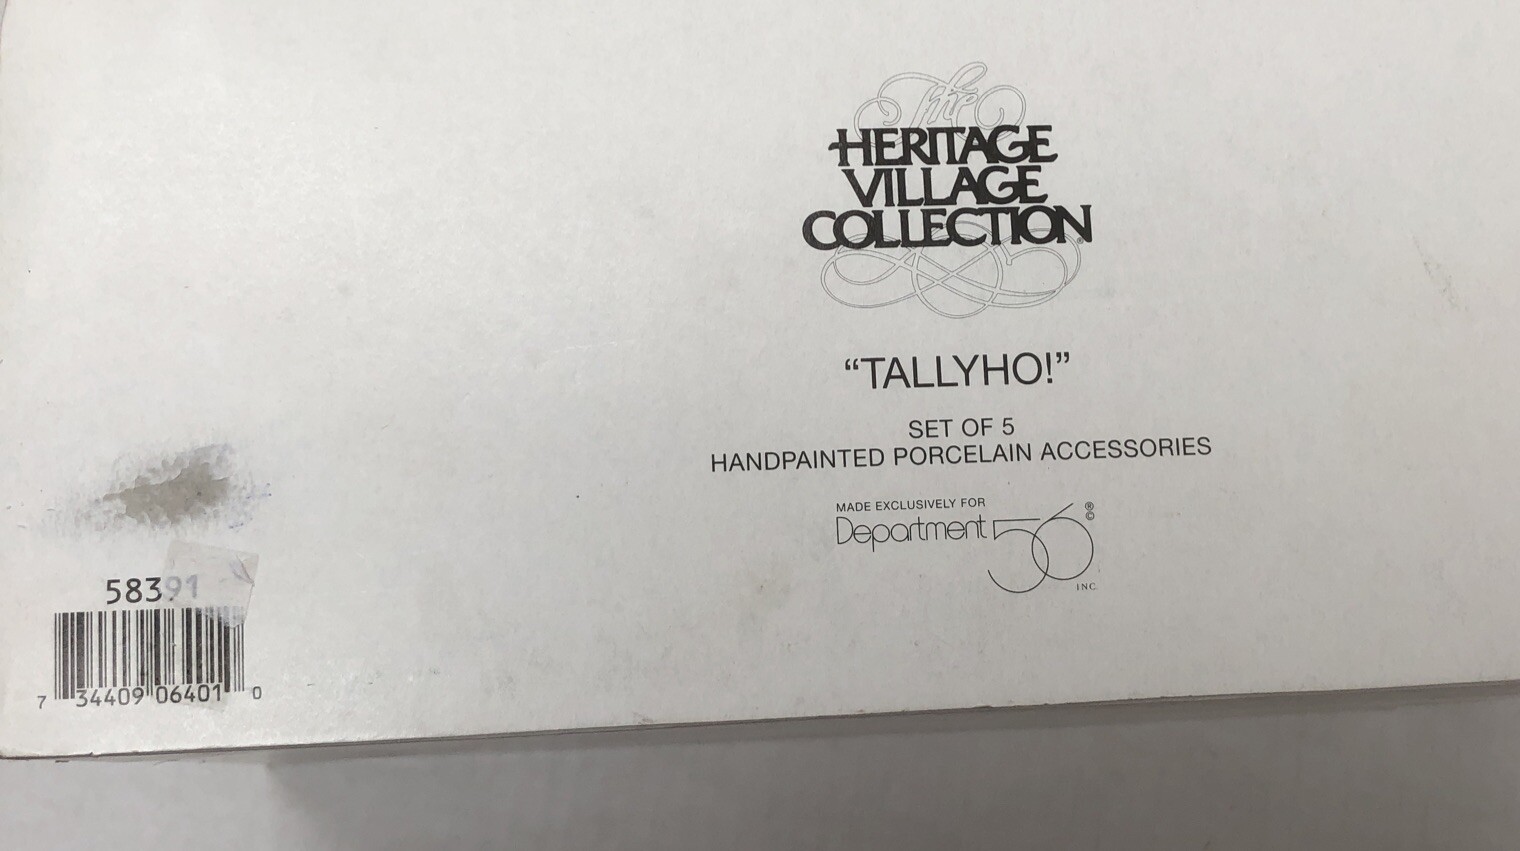 The
HERITAGE
VILLAGE
COLLECTION®
“TALLYHO!”
SET OF 5
HANDPAINTED PORCELAIN ACCESSORIES
MADE EXCLUSIVELY FOR
Department 56 ®©
INC.
58391
7 34409 06401 0